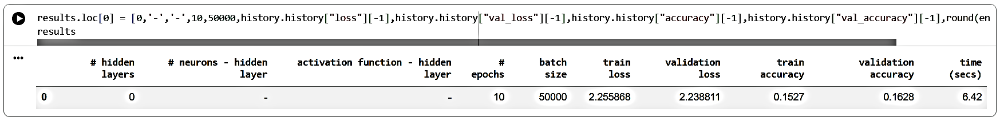 results.loc[0] = [0,'-','-',10,50000,history.history["loss"][-1],history.history["val_loss"][-1],history.history["accuracy"][-1],history.history["val_accuracy"][-1],round(en
results
# hidden layers # neurons - hidden layer activation function - hidden layer # epochs batch size train loss validation loss train accuracy validation accuracy time (secs)
0 0 - - 10 50000 2.255868 2.238811 0.1527 0.1628 6.42